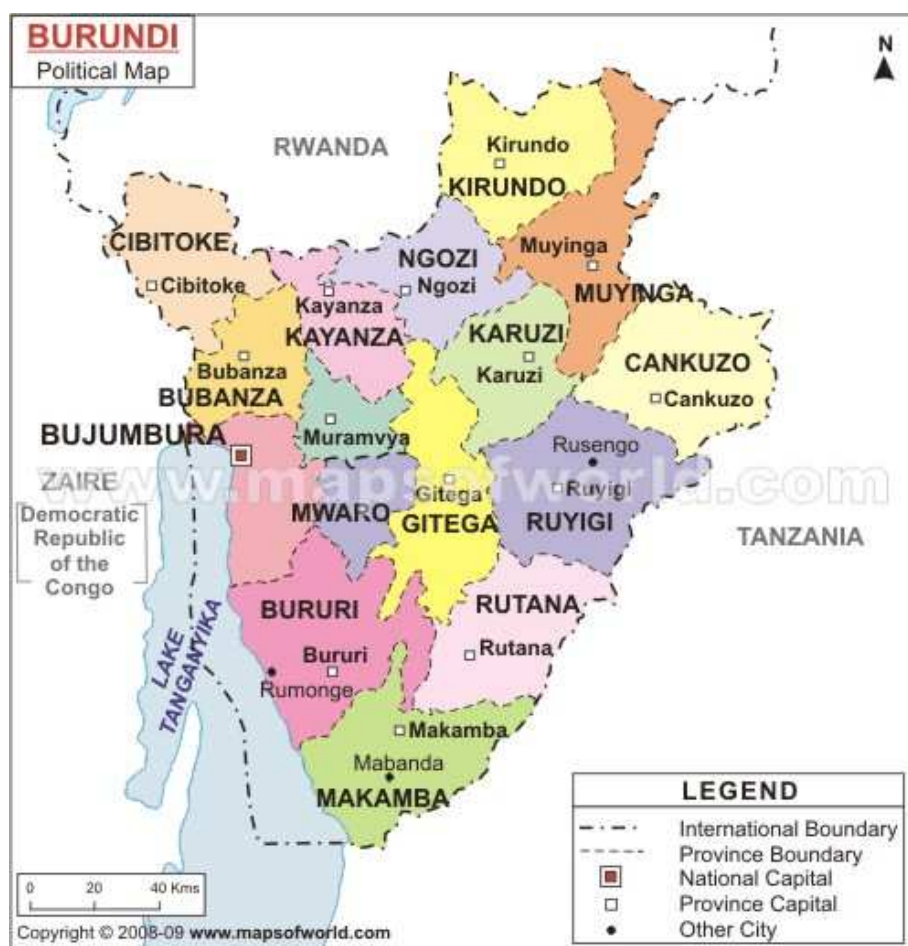 BURUNDI
Political Map
N
RWANDA
Kirundo
KIRUNDO
CIBITOKE
Cibitoke
NGOZI
Ngozi
Muyinga
MUYINGA
Kayanza
KAYANZA
KARUZI
Karuzi
CANKUZO
Cankuzo
Bubanza
BUBANZA
Muramvya
BUJUMBURA
Rusengo
www.mapsofworld.com
ZAIRE
Democratic
Republic
of the
Congo
MWARO
Gitega
GITEGA
Ruyigl
RUYIGI
TANZANIA
BURURI
Bururi
Rumonge
RUTANA
Rutana
LAKE
TANGANYIKA
Makamba
Mabanda
MAKAMBA
LEGEND
International Boundary
Province Boundary
National Capital
Province Capital
Other City
0 20 40 Kms
Copyright © 2008-09 www.mapsofworld.com